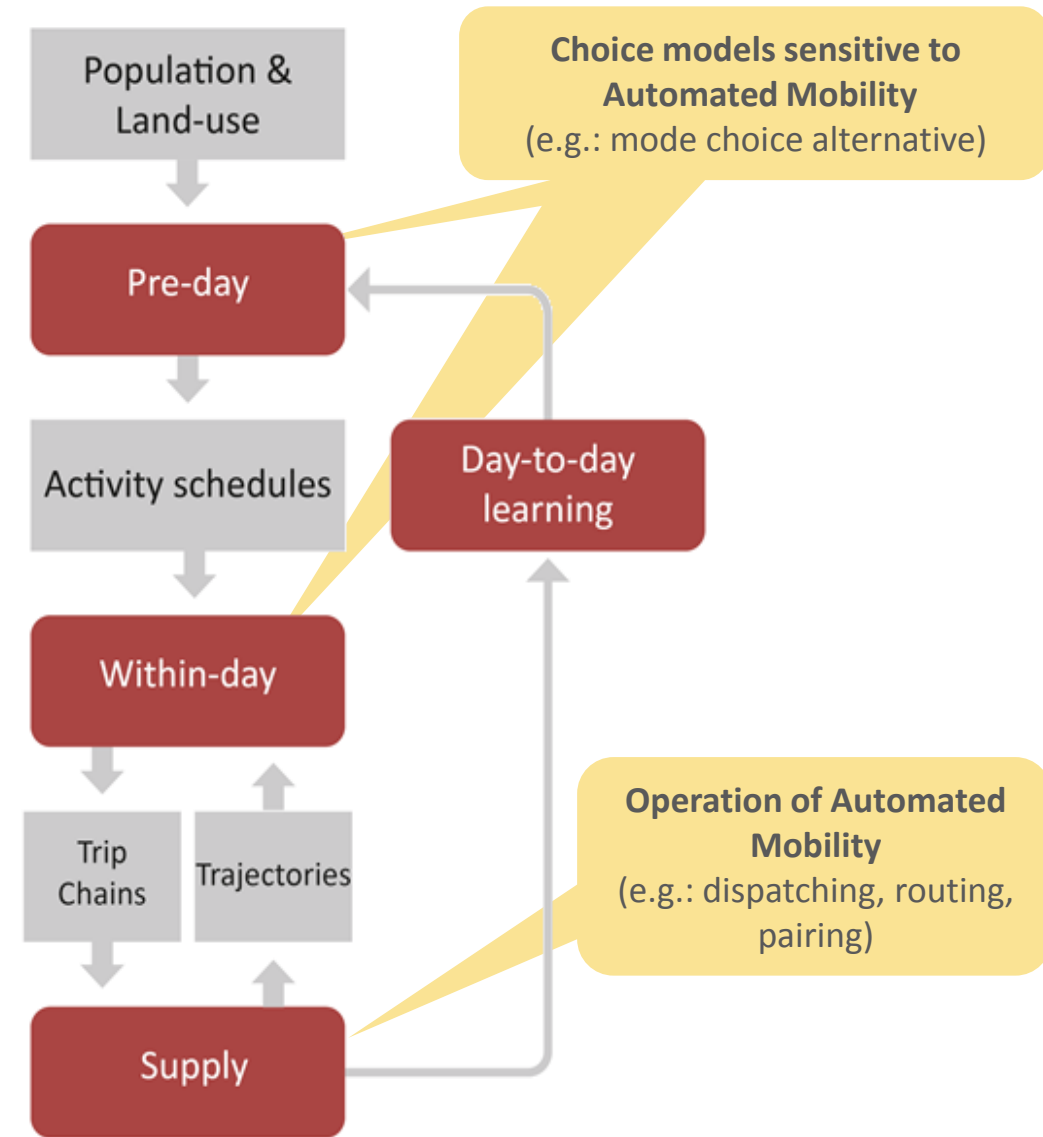 Population &
Land-use
Choice models sensitive to
Automated Mobility
(e.g.: mode choice alternative)
Pre-day
Activity schedules
Day-to-day
learning
Within-day
Trip
Chains
Trajectories
Operation of Automated
Mobility
(e.g.: dispatching, routing,
pairing)
Supply